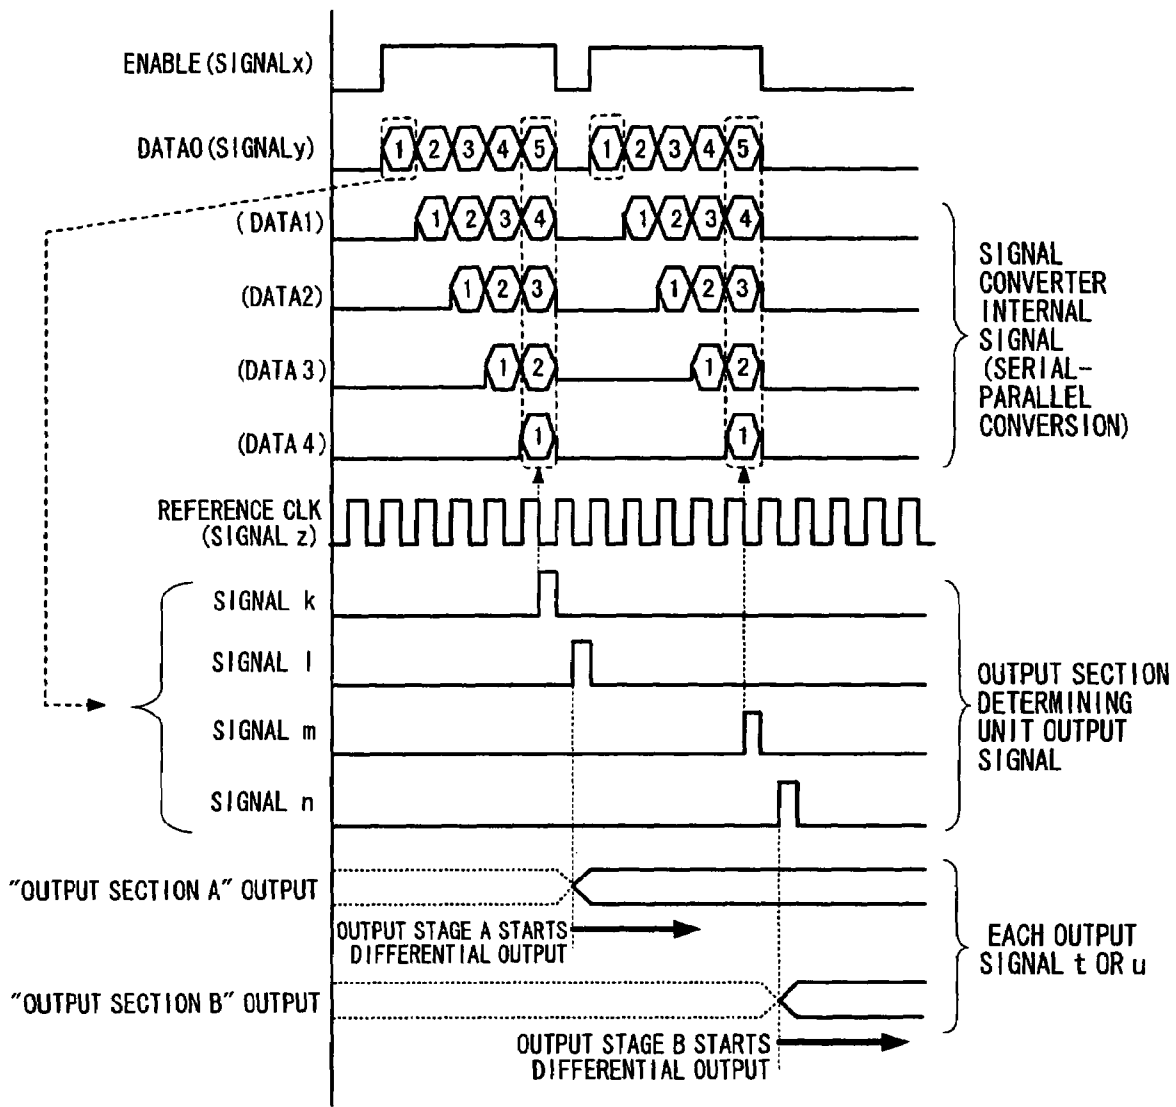 ENABLE(SIGNALx)
DATA0(SIGNALy)
1 2 3 4 5 1 2 3 4 5
(DATA1)
1 2 3 4 1 2 3 4
(DATA2)
1 2 3 1 2 3
(DATA3)
1 2 1 2
(DATA4)
1 1
SIGNAL
CONVERTER
INTERNAL
SIGNAL
(SERIAL-
PARALLEL
CONVERSION)
REFERENCE CLK
(SIGNAL z)
SIGNAL k
SIGNAL l
SIGNAL m
SIGNAL n
OUTPUT SECTION
DETERMINING
UNIT OUTPUT
SIGNAL
"OUTPUT SECTION A" OUTPUT
OUTPUT STAGE A STARTS
DIFFERENTIAL OUTPUT
"OUTPUT SECTION B" OUTPUT
OUTPUT STAGE B STARTS
DIFFERENTIAL OUTPUT
EACH OUTPUT
SIGNAL t OR u